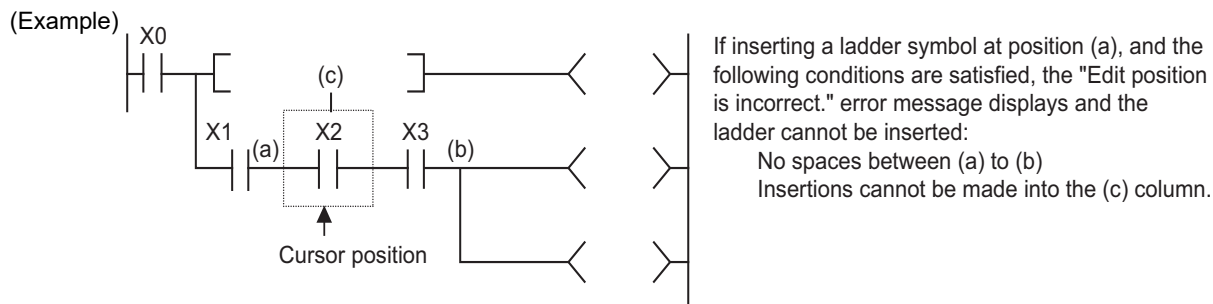 (Example)
X0
(c)
X1
(a)
X2
X3
(b)
Cursor position
If inserting a ladder symbol at position (a), and the
following conditions are satisfied, the "Edit position
is incorrect." error message displays and the
ladder cannot be inserted:
No spaces between (a) to (b)
Insertions cannot be made into the (c) column.